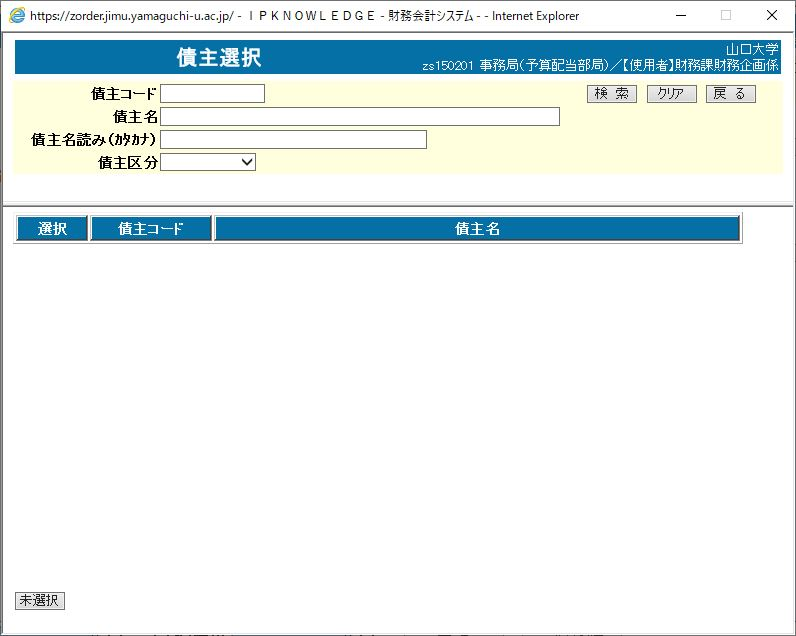 https://zorder.jimu.yamaguchi-u.ac.jp/ - ＩＰＫＮＯＷＬＥＤＧＥ - 財務会計システム - - Internet Explorer
債主選択
山口大学
zs150201 事務局(予算配当部局)／【使用者】財務課財務企画係
債主コード
検 索 クリア 戻 る
債主名
債主名読み(ｶﾀｶﾅ)
債主区分
選択 債主コード 債主名
未選択